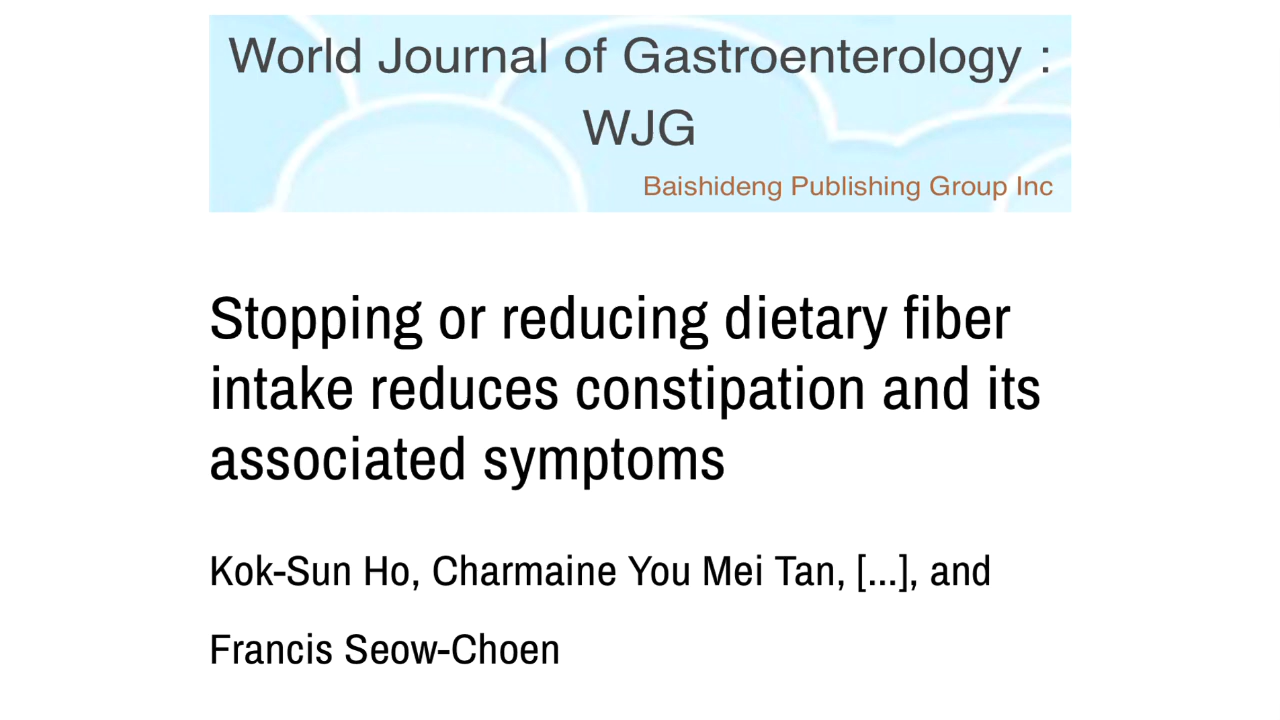 World Journal of Gastroenterology :
WJG
Baishideng Publishing Group Inc
Stopping or reducing dietary fiber
intake reduces constipation and its
associated symptoms
Kok-Sun Ho, Charmaine You Mei Tan, [...], and
Francis Seow-Choen